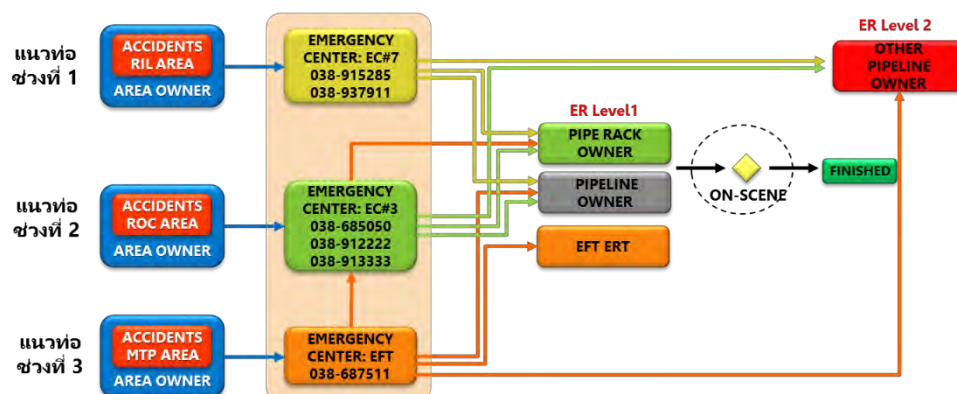 แนวท่อ
ช่วงที่ 1
ACCIDENTS
RIL AREA
AREA OWNER
EMERGENCY
CENTER: EC#7
038-915285
038-937911
ER Level 2
OTHER
PIPELINE
OWNER
ER Level1
PIPE RACK
OWNER
PIPELINE
OWNER
EFT ERT
ON-SCENE
FINISHED
แนวท่อ
ช่วงที่ 2
ACCIDENTS
ROC AREA
AREA OWNER
EMERGENCY
CENTER: EC#3
038-685050
038-912222
038-913333
แนวท่อ
ช่วงที่ 3
ACCIDENTS
MTP AREA
AREA OWNER
EMERGENCY
CENTER: EFT
038-687511